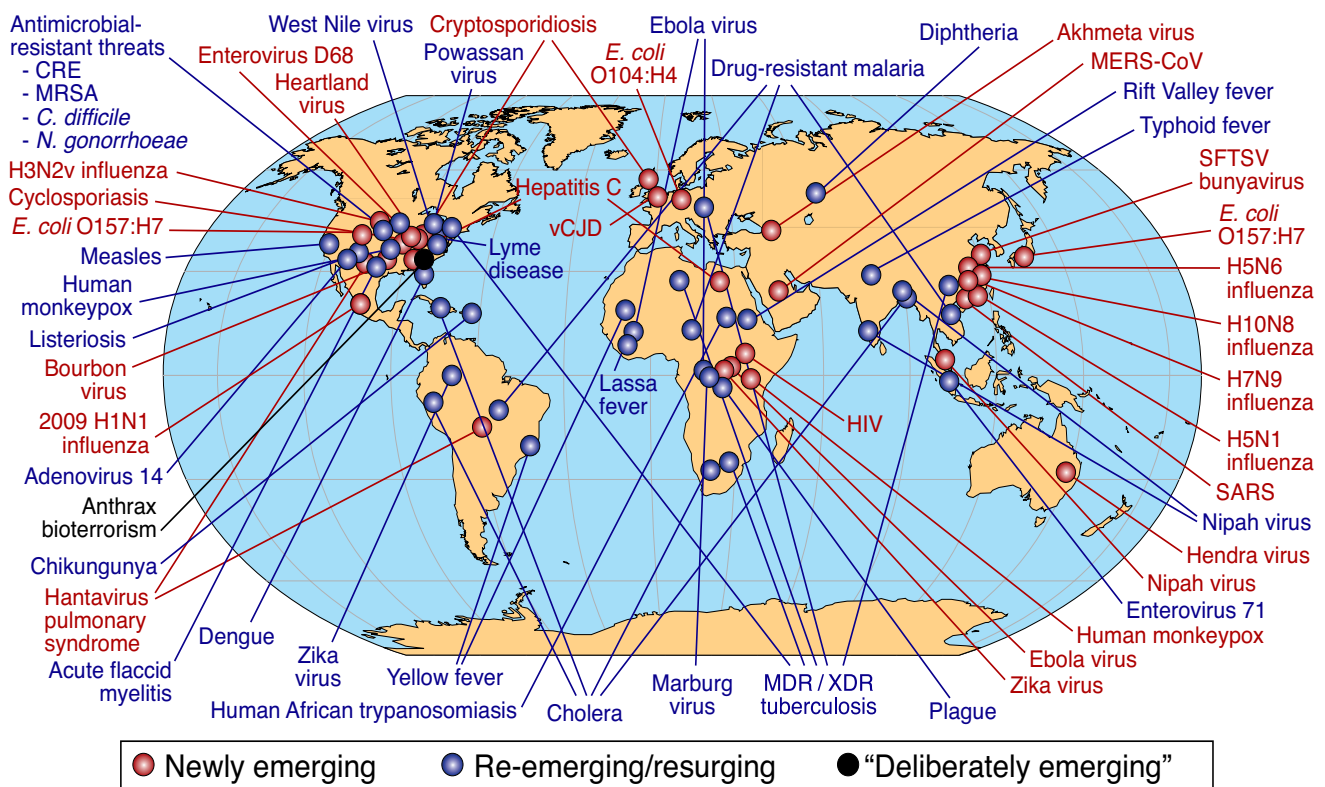 Antimicrobial-
resistant threats
- CRE
- MRSA
- C. difficile
- N. gonorrhoeae
West Nile virus
Enterovirus D68
Heartland
virus
Cryptosporidiosis
Powassan
virus
E. coli
O104:H4
Ebola virus
Drug-resistant malaria
Diphtheria
Akhmeta virus
MERS-CoV
Rift Valley fever
Typhoid fever
SFTSV
bunyavirus
E. coli
O157:H7
H5N6
influenza
H10N8
influenza
H7N9
influenza
H5N1
influenza
SARS
Nipah virus
Hendra virus
Nipah virus
Enterovirus 71
Human monkeypox
Ebola virus
Zika virus
H3N2v influenza
Cyclosporiasis
E. coli O157:H7
Measles
Human
monkeypox
Listeriosis
Bourbon
virus
2009 H1N1
influenza
Adenovirus 14
Anthrax
bioterrorism
Chikungunya
Hantavirus
pulmonary
syndrome
Acute flaccid
myelitis
Dengue
Zika
virus
Human African trypanosomiasis
Yellow fever
Cholera
Marburg
virus
MDR / XDR
tuberculosis
Plague
Hepatitis C
vCJD
Lyme
disease
Lassa
fever
HIV
Newly emerging
Re-emerging/resurging
“Deliberately emerging”